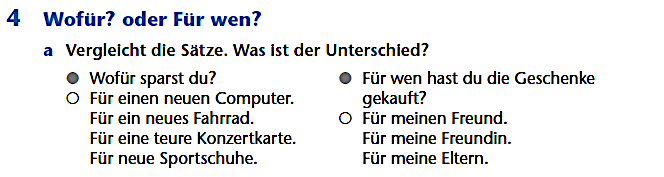 4 Wofür? oder Für wen?
a Vergleicht die Sätze. Was ist der Unterschied?
● Wofür sparst du?
○ Für einen neuen Computer.
Für ein neues Fahrrad.
Für eine teure Konzertkarte.
Für neue Sportschuhe.
● Für wen hast du die Geschenke
gekauft?
○ Für meinen Freund.
Für meine Freundin.
Für meine Eltern.